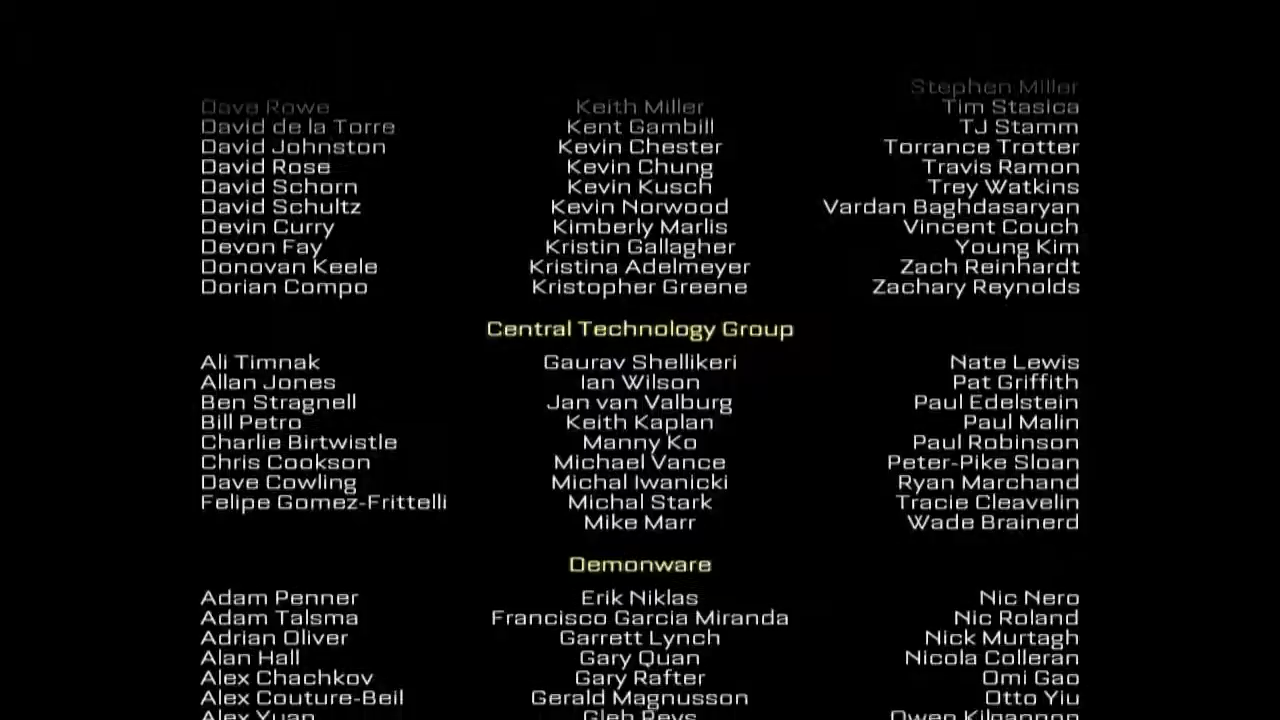 Stephen Miller
Dave Rowe
Keith Miller
Tim Stasica
David de la Torre
Kent Gambill
TJ Stamm
David Johnston
Kevin Chester
Torrance Trotter
David Rose
Kevin Chung
Travis Ramon
David Schorn
Kevin Kusch
Trey Watkins
David Schultz
Kevin Norwood
Vardan Baghdasaryan
Devin Curry
Kimberly Marlis
Vincent Couch
Devon Fay
Kristin Gallagher
Young Kim
Donovan Keele
Kristina Adelmeyer
Zach Reinhardt
Dorian Compo
Kristopher Greene
Zachary Reynolds
Central Technology Group
Ali Timnak
Gaurav Shellikeri
Nate Lewis
Allan Jones
Ian Wilson
Pat Griffith
Ben Stragnell
Jan van Valburg
Paul Edelstein
Bill Petro
Keith Kaplan
Paul Malin
Charlie Birtwistle
Manny Ko
Paul Robinson
Chris Cookson
Michael Vance
Peter-Pike Sloan
Dave Cowling
Michal Iwanicki
Ryan Marchand
Felipe Gomez-Frittelli
Michal Stark
Tracie Cleavelin
Mike Marr
Wade Brainerd
Demonware
Adam Penner
Erik Niklas
Nic Nero
Adam Talsma
Francisco Garcia Miranda
Nic Roland
Adrian Oliver
Garrett Lynch
Nick Murtagh
Alan Hall
Gary Quan
Nicola Colleran
Alex Chachkov
Gary Rafter
Omi Gao
Alex Couture-Beil
Gerald Magnusson
Otto Yiu
Alex Yuan
Owen Kilgannon